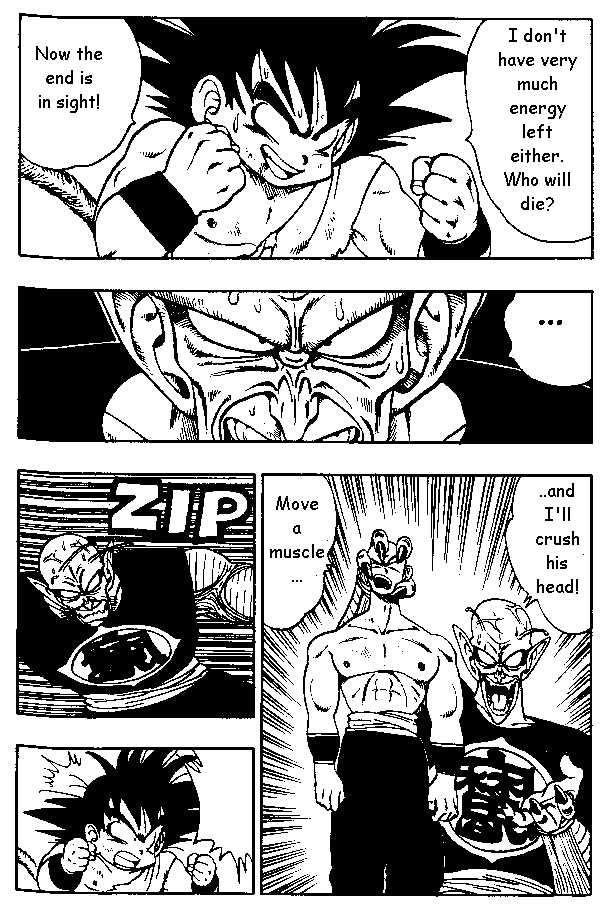 Now the
end is
in sight!
I don't
have very
much
energy
left
either.
Who will
die?
...
ZIP
Move
a
muscle
...
..and
I'll
crush
his
head!